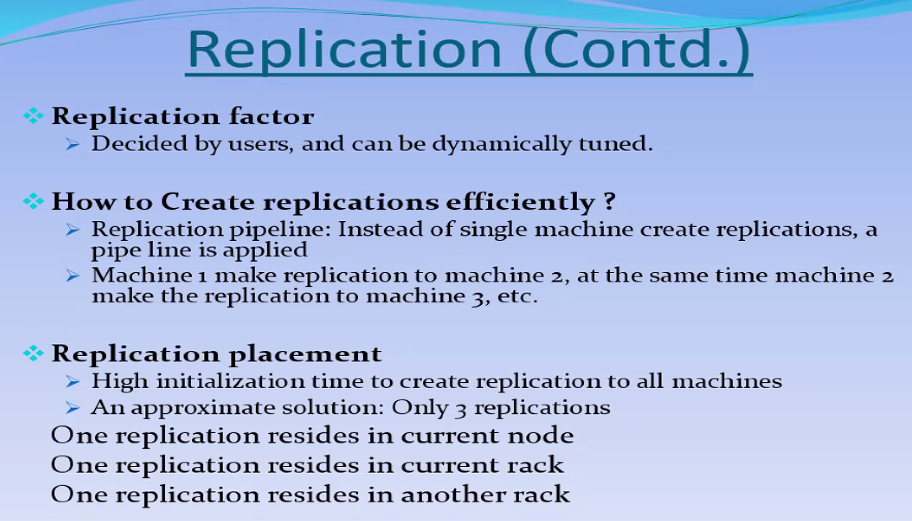 Replication (Contd.)
Replication factor
Decided by users, and can be dynamically tuned.
How to Create replications efficiently ?
Replication pipeline: Instead of single machine create replications, a
pipe line is applied
Machine 1 make replication to machine 2, at the same time machine 2
make the replication to machine 3, etc.
Replication placement
High initialization time to create replication to all machines
An approximate solution: Only 3 replications
One replication resides in current node
One replication resides in current rack
One replication resides in another rack